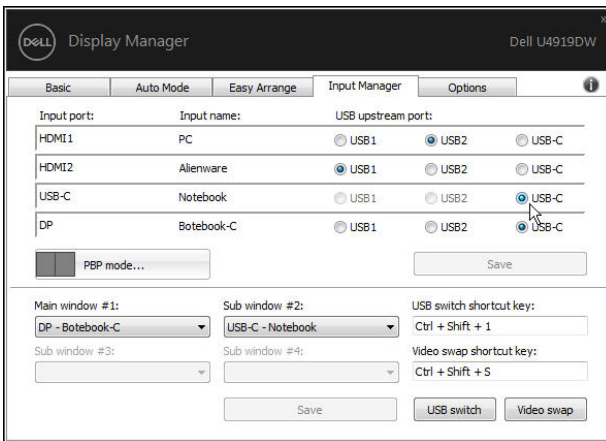 DELL Display Manager Dell U4919DW
Basic Auto Mode Easy Arrange Input Manager Options
Input port: Input name: USB upstream port:
HDMI1 PC USB1 USB2 USB-C
HDMI2 Alienware USB1 USB2 USB-C
USB-C Notebook USB1 USB2 USB-C
DP Botebook-C USB1 USB2 USB-C
PBP mode... Save
Main window #1: Sub window #2: USB switch shortcut key:
DP - Botebook-C USB-C - Notebook Ctrl + Shift + 1
Sub window #3: Sub window #4: Video swap shortcut key:
Ctrl + Shift + S
Save USB switch Video swap